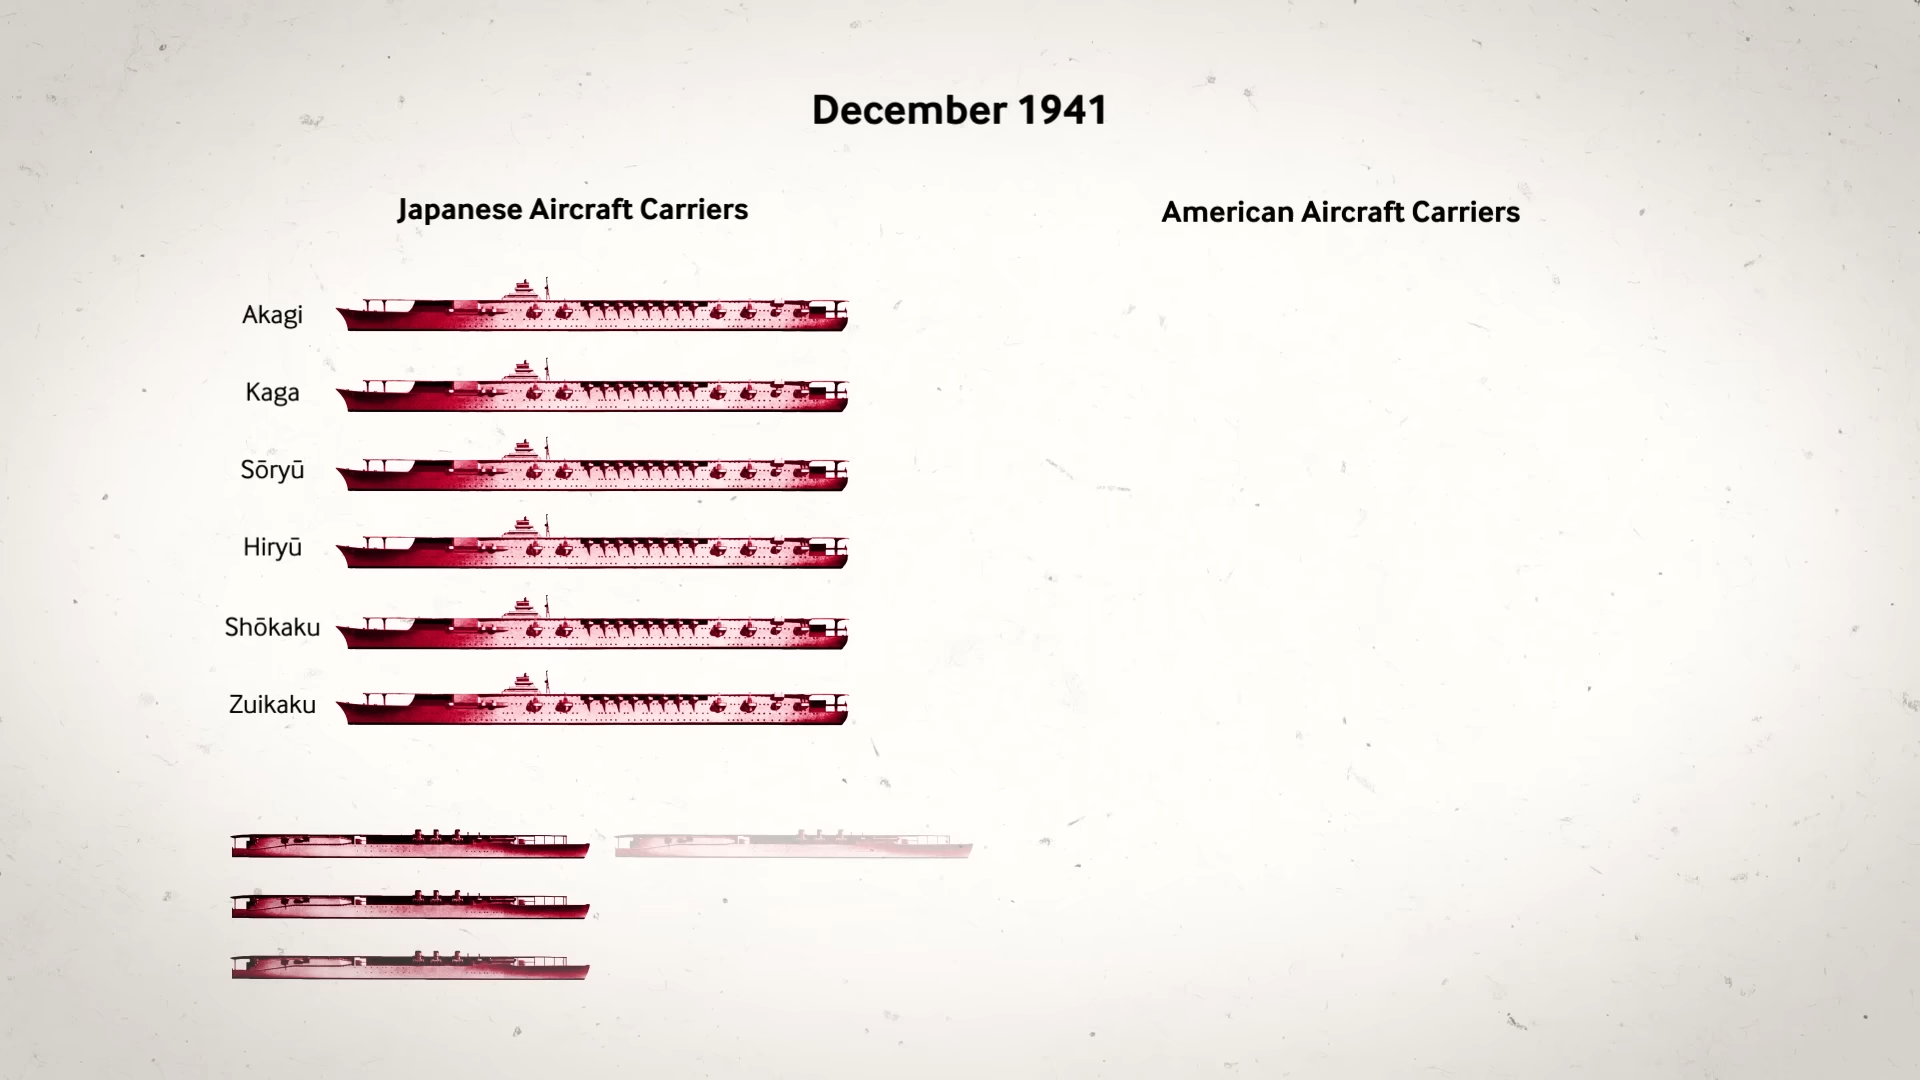 December 1941
Japanese Aircraft Carriers
American Aircraft Carriers
Akagi
Kaga
Sōryū
Hiryū
Shōkaku
Zuikaku